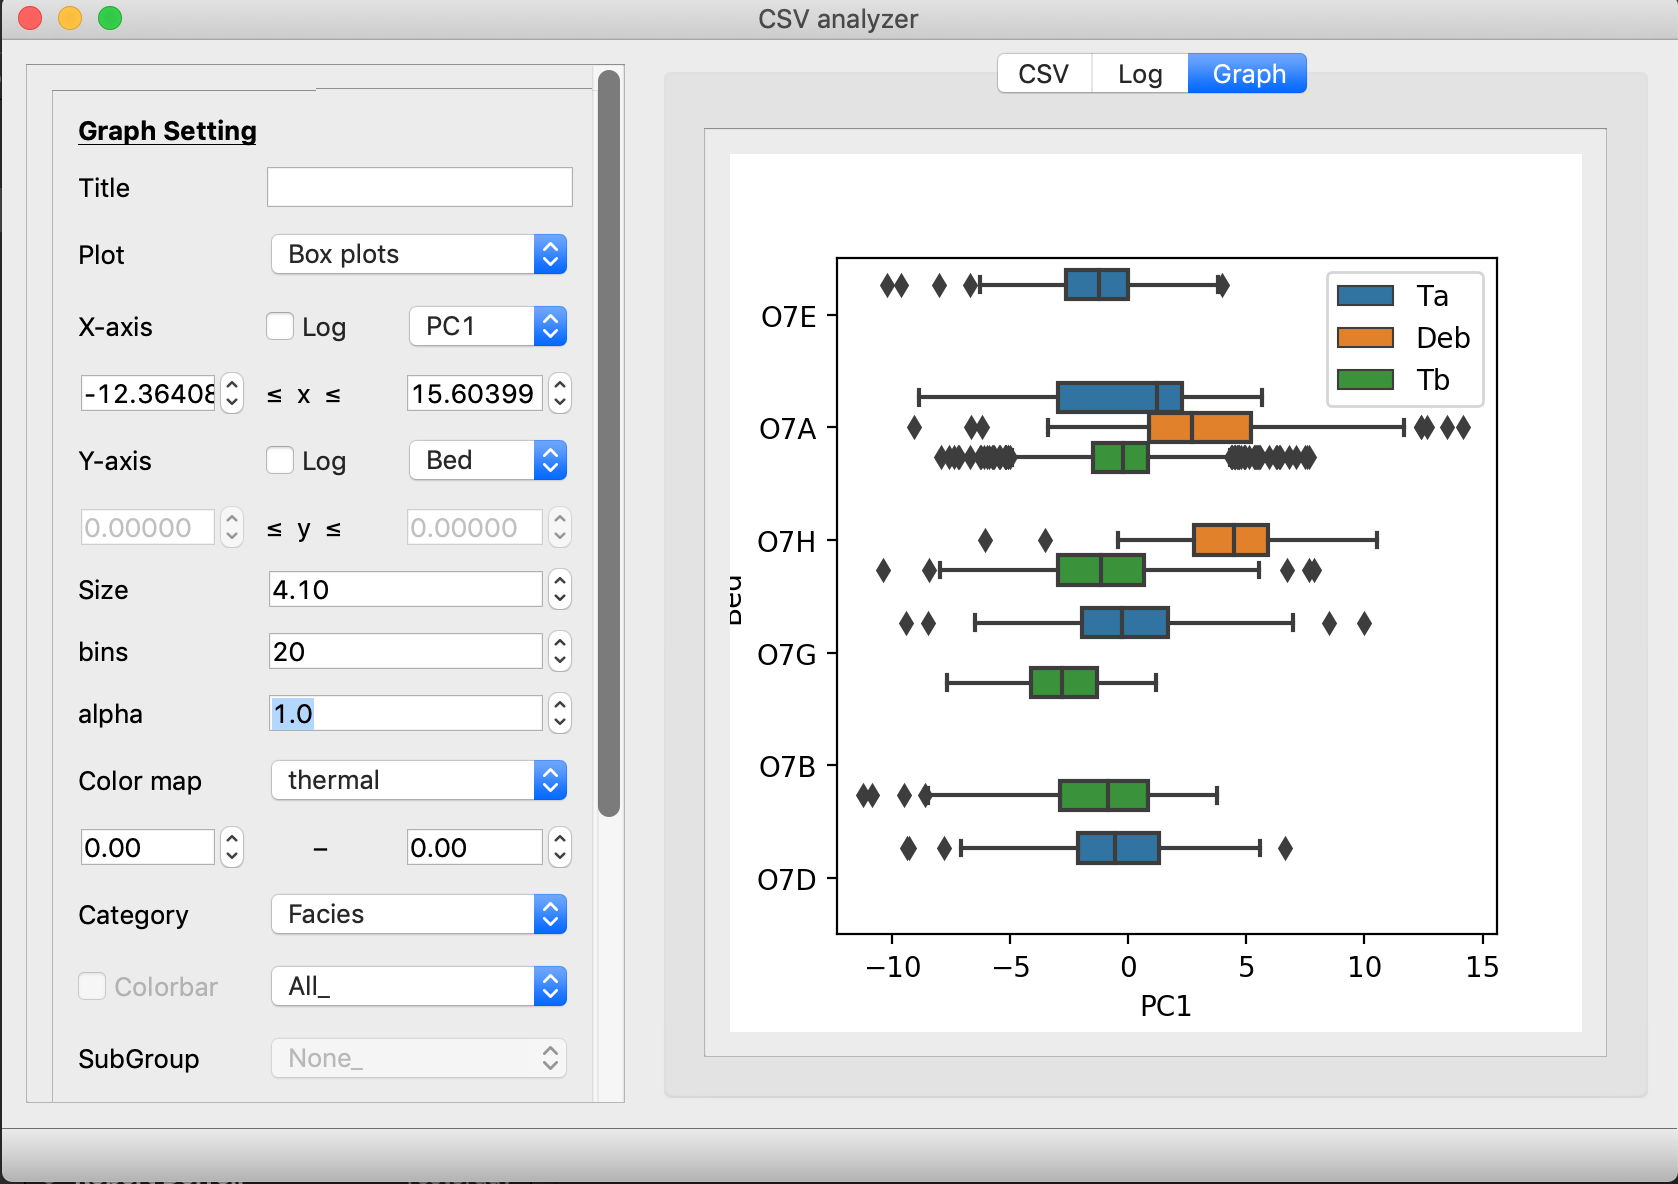 CSV analyzer
CSV Log Graph
Graph Setting
Title
Plot Box plots
X-axis Log PC1
-12.36408 ≤ x ≤ 15.60399
Y-axis Log Bed
0.00000 ≤ y ≤ 0.00000
Size 4.10
bins 20
alpha 1.0
Color map thermal
0.00 – 0.00
Category Facies
Colorbar All_
SubGroup None_
Ta
Deb
Tb
O7E
O7A
O7H
O7G
O7B
O7D
Bed
−10 −5 0 5 10 15
PC1